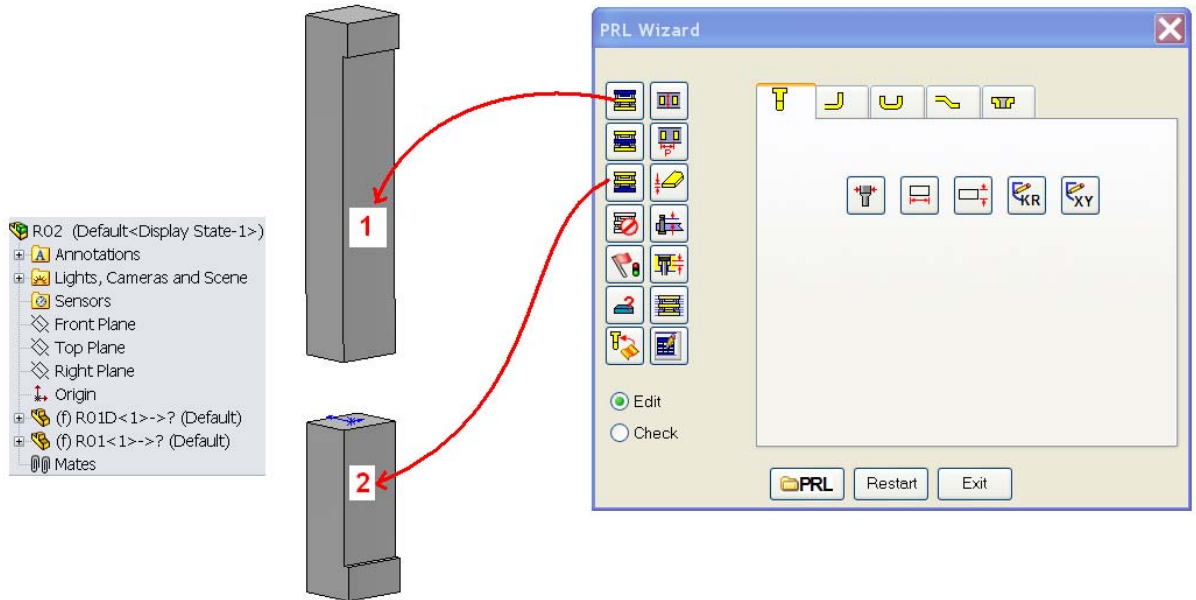 R02 (Default<Display State-1>)
A Annotations
Lights, Cameras and Scene
Sensors
Front Plane
Top Plane
Right Plane
Origin
(f) R01D<1>->? (Default)
(f) R01<1>->? (Default)
Mates
1
2
PRL Wizard
P
KR
XY
Edit
Check
PRL
Restart
Exit